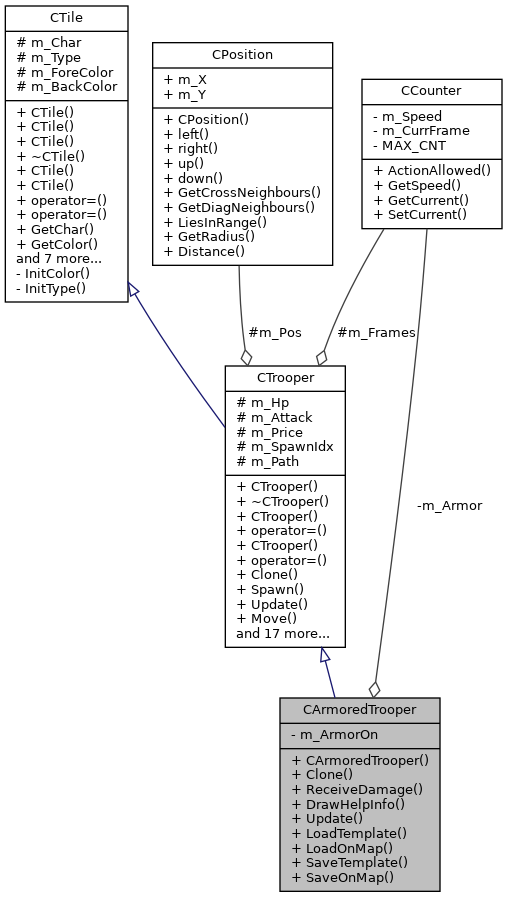 CTile
# m_Char
# m_Type
# m_ForeColor
# m_BackColor
+ CTile()
+ CTile()
+ CTile()
+ ~CTile()
+ CTile()
+ CTile()
+ operator=()
+ operator=()
+ GetChar()
+ GetColor()
and 7 more...
- InitColor()
- InitType()
CPosition
+ m_X
+ m_Y
+ CPosition()
+ left()
+ right()
+ up()
+ down()
+ GetCrossNeighbours()
+ GetDiagNeighbours()
+ LiesInRange()
+ GetRadius()
+ Distance()
CCounter
- m_Speed
- m_CurrFrame
- MAX_CNT
+ ActionAllowed()
+ GetSpeed()
+ GetCurrent()
+ SetCurrent()
#m_Pos
#m_Frames
CTrooper
# m_Hp
# m_Attack
# m_Price
# m_SpawnIdx
# m_Path
+ CTrooper()
+ ~CTrooper()
+ CTrooper()
+ operator=()
+ CTrooper()
+ operator=()
+ Clone()
+ Spawn()
+ Update()
+ Move()
and 17 more...
-m_Armor
CArmoredTrooper
- m_ArmorOn
+ CArmoredTrooper()
+ Clone()
+ ReceiveDamage()
+ DrawHelpInfo()
+ Update()
+ LoadTemplate()
+ LoadOnMap()
+ SaveTemplate()
+ SaveOnMap()